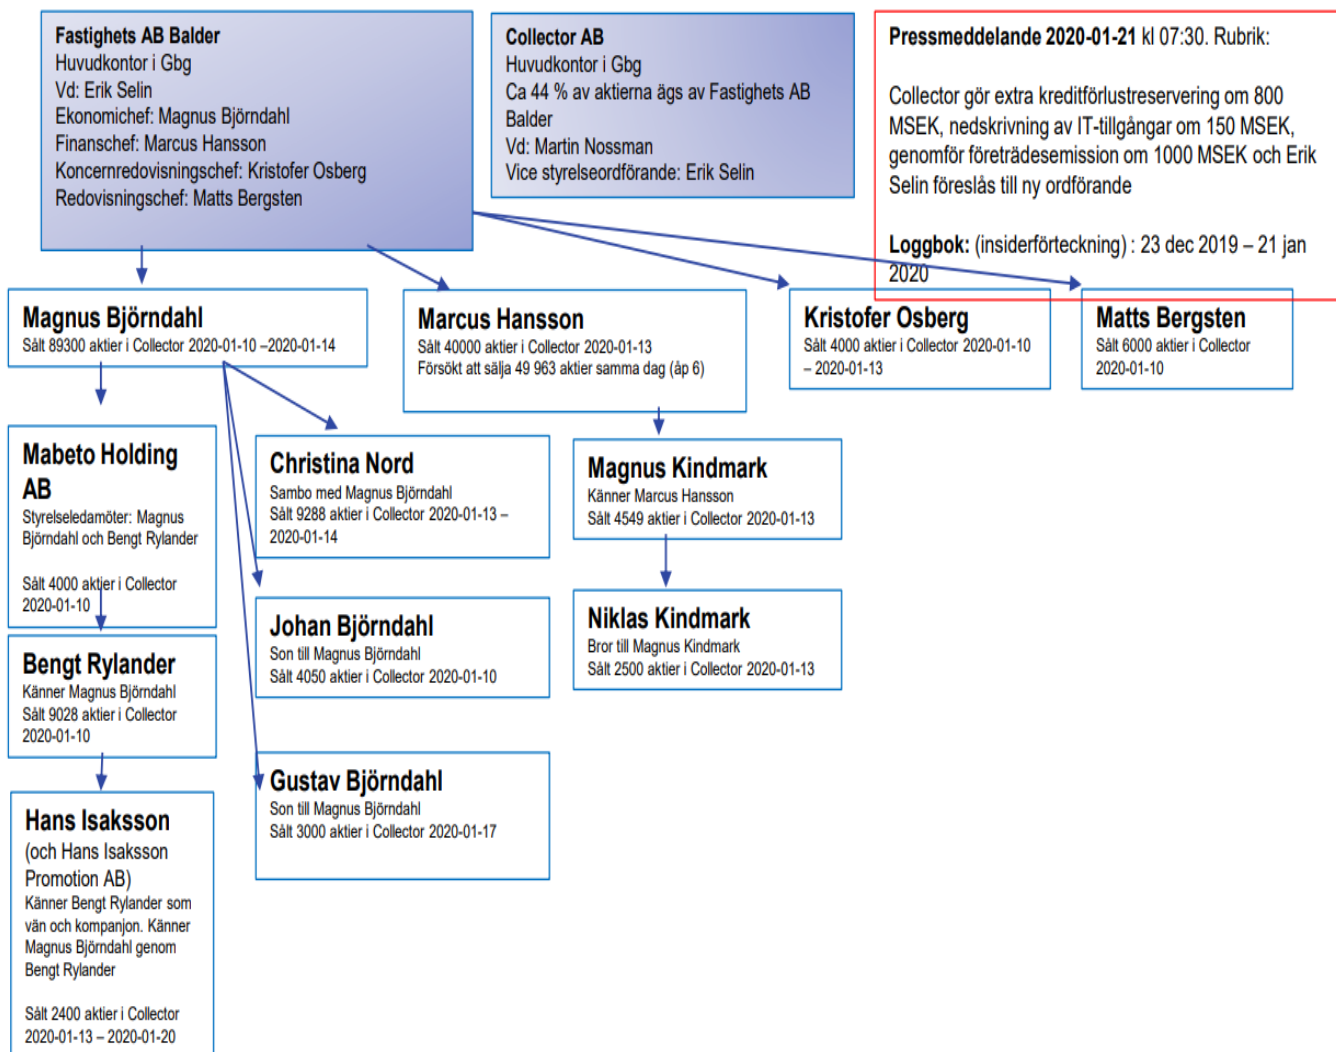 Fastighets AB Balder
Huvudkontor i Gbg
Vd: Erik Selin
Ekonomichef: Magnus Björndahl
Finanschef: Marcus Hansson
Koncernredovisningschef: Kristofer Osberg
Redovisningschef: Matts Bergsten
Collector AB
Huvudkontor i Gbg
Ca 44 % av aktierna ägs av Fastighets AB
Balder
Vd: Martin Nossman
Vice styrelseordförande: Erik Selin
Pressmeddelande 2020-01-21 kl 07:30. Rubrik:
Collector gör extra kreditförlustreservering om 800
MSEK, nedskrivning av IT-tillgångar om 150 MSEK,
genomför företrädesemission om 1000 MSEK och Erik
Selin föreslås till ny ordförande
Loggbok: (insiderförteckning) : 23 dec 2019 – 21 jan
2020
Magnus Björndahl
Sålt 89300 aktier i Collector 2020-01-10 –2020-01-14
Marcus Hansson
Sålt 40000 aktier i Collector 2020-01-13
Försökt att sälja 49 963 aktier samma dag (åp 6)
Kristofer Osberg
Sålt 4000 aktier i Collector 2020-01-10
– 2020-01-13
Matts Bergsten
Sålt 6000 aktier i Collector
2020-01-10
Mabeto Holding
AB
Styrelseledamöter: Magnus
Björndahl och Bengt Rylander
Sålt 4000 aktier i Collector
2020-01-10
Christina Nord
Sambo med Magnus Björndahl
Sålt 9288 aktier i Collector 2020-01-13 –
2020-01-14
Magnus Kindmark
Känner Marcus Hansson
Sålt 4549 aktier i Collector 2020-01-13
Johan Björndahl
Son till Magnus Björndahl
Sålt 4050 aktier i Collector 2020-01-10
Niklas Kindmark
Bror till Magnus Kindmark
Sålt 2500 aktier i Collector 2020-01-13
Bengt Rylander
Känner Magnus Björndahl
Sålt 9028 aktier i Collector
2020-01-10
Gustav Björndahl
Son till Magnus Björndahl
Sålt 3000 aktier i Collector 2020-01-17
Hans Isaksson
(och Hans Isaksson
Promotion AB)
Känner Bengt Rylander som
vän och kompanjon. Känner
Magnus Björndahl genom
Bengt Rylander
Sålt 2400 aktier i Collector
2020-01-13 – 2020-01-20